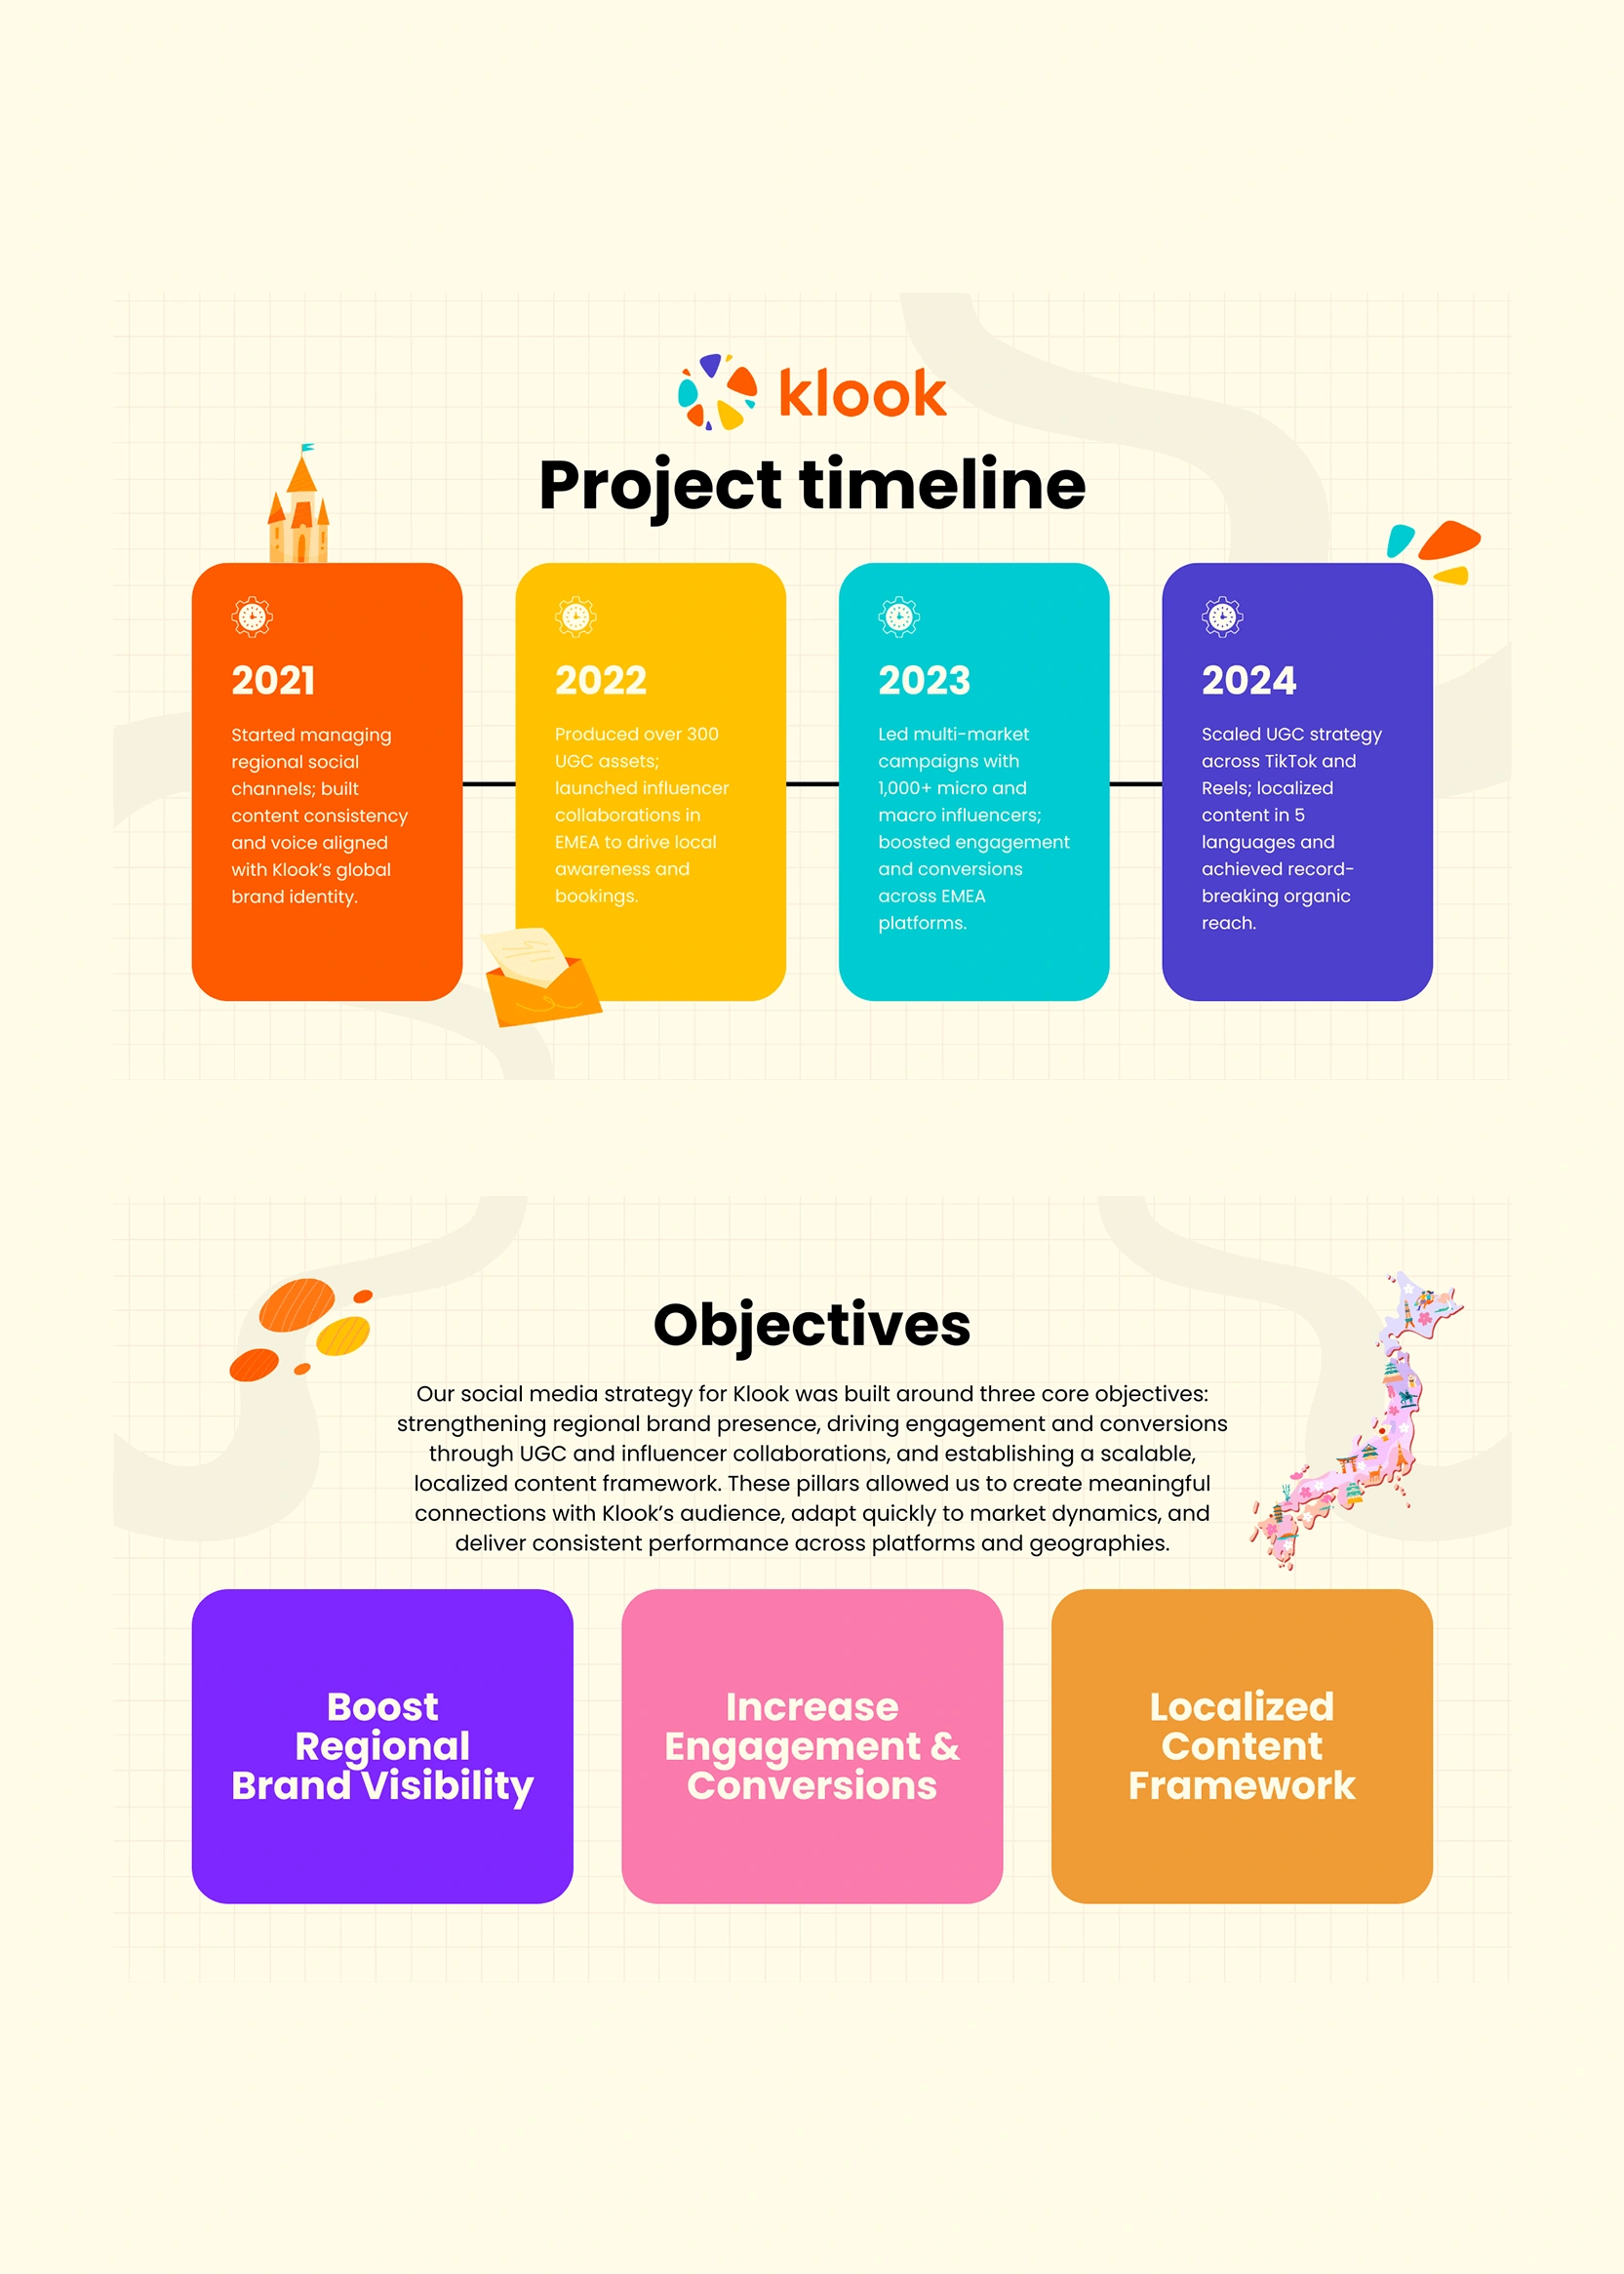 klook
Project timeline
2021
Started managing
regional social
channels; built
content consistency
and voice aligned
with Klook’s global
brand identity.
2022
Produced over 300
UGC assets;
launched influencer
collaborations in
EMEA to drive local
awareness and
bookings.
2023
Led multi-market
campaigns with
1,000+ micro and
macro influencers;
boosted engagement
and conversions
across EMEA
platforms.
2024
Scaled UGC strategy
across TikTok and
Reels; localized
content in 5
languages and
achieved record-
breaking organic
reach.
Objectives
Our social media strategy for Klook was built around three core objectives:
strengthening regional brand presence, driving engagement and conversions
through UGC and influencer collaborations, and establishing a scalable,
localized content framework. These pillars allowed us to create meaningful
connections with Klook’s audience, adapt quickly to market dynamics, and
deliver consistent performance across platforms and geographies.
Boost
Regional
Brand Visibility
Increase
Engagement &
Conversions
Localized
Content
Framework